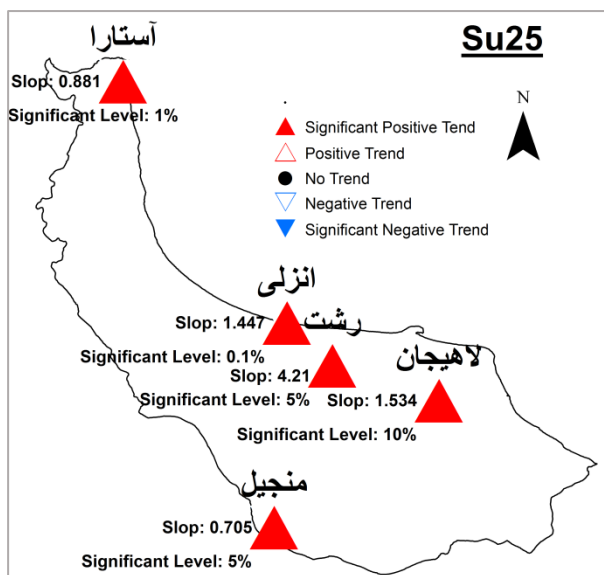 آستارا
Su25
Slop: 0.881
Significant Level: 1%
N
Significant Positive Tend
Positive Trend
No Trend
Negative Trend
Significant Negative Trend
انزلی
رشت
Slop: 1.447
لاهیجان
Significant Level: 0.1%
Slop: 4.21
Significant Level: 5%
Slop: 1.534
Significant Level: 10%
منجیل
Slop: 0.705
Significant Level: 5%